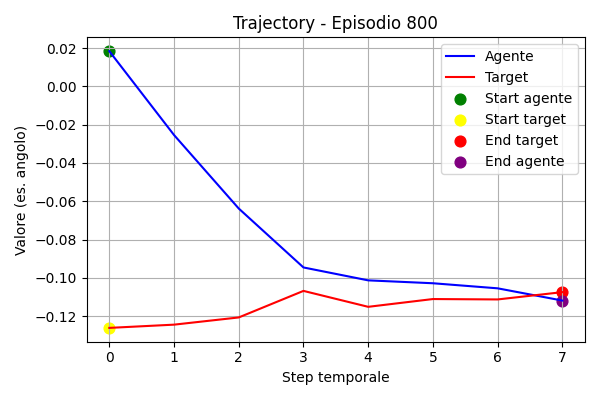 Trajectory - Episodio 800
Valore (es. angolo)
0.02
0.00
−0.02
−0.04
−0.06
−0.08
−0.10
−0.12
Agente
Target
Start agente
Start target
End target
End agente
0 1 2 3 4 5 6 7
Step temporale